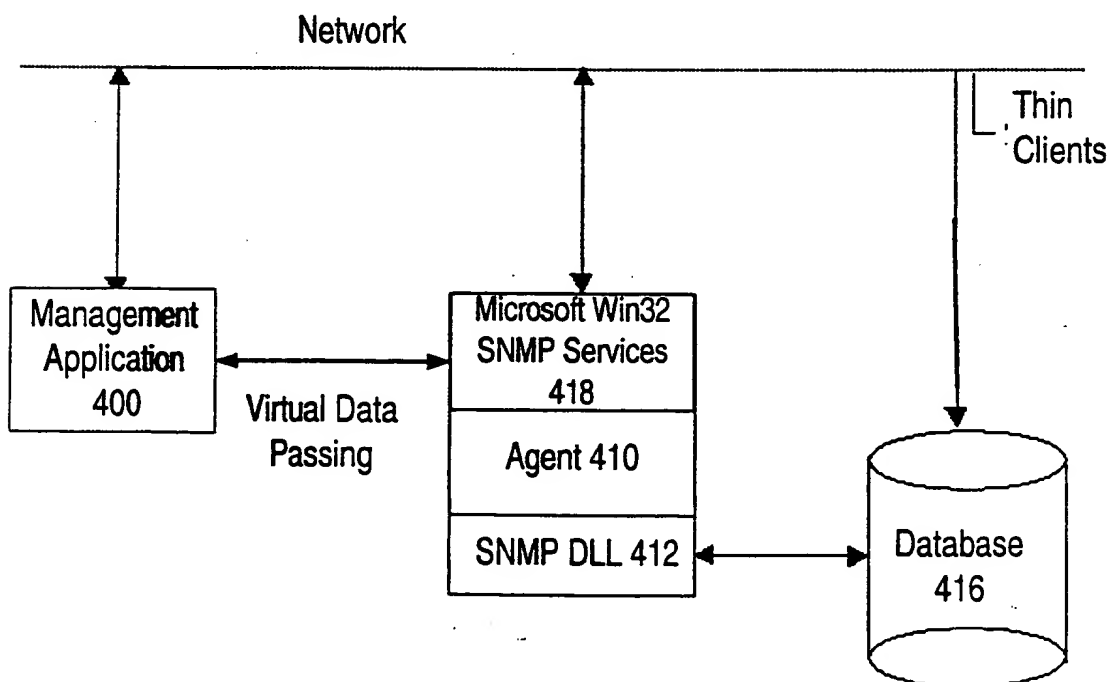 Network
Thin
Clients
Management
Application
400
Virtual Data
Passing
Microsoft Win32
SNMP Services
418
Agent 410
SNMP DLL 412
Database
416